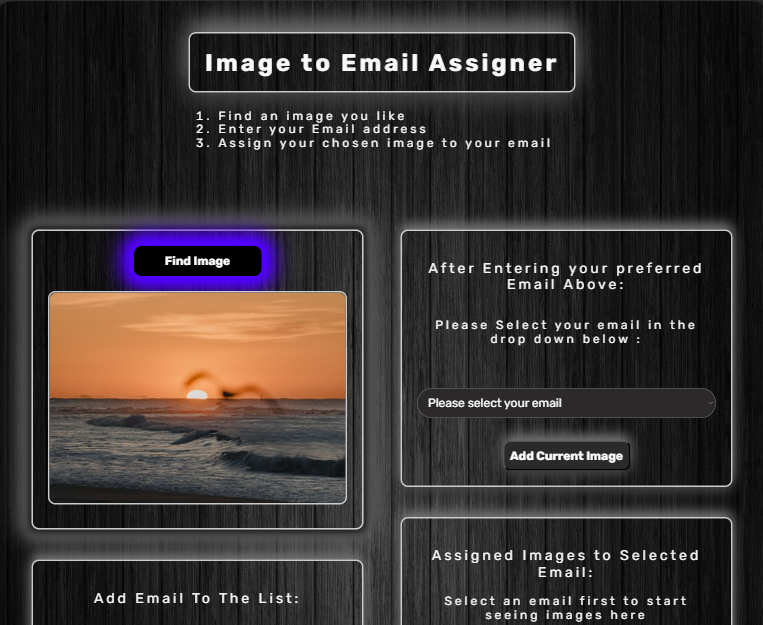 Image to Email Assigner
1. Find an image you like
2. Enter your Email address
3. Assign your chosen image to your email
Find Image
After Entering your preferred
Email Above:
Please Select your email in the
drop down below :
Please select your email
Add Current Image
Add Email To The List:
Assigned Images to Selected
Email:
Select an email first to start
seeing images here